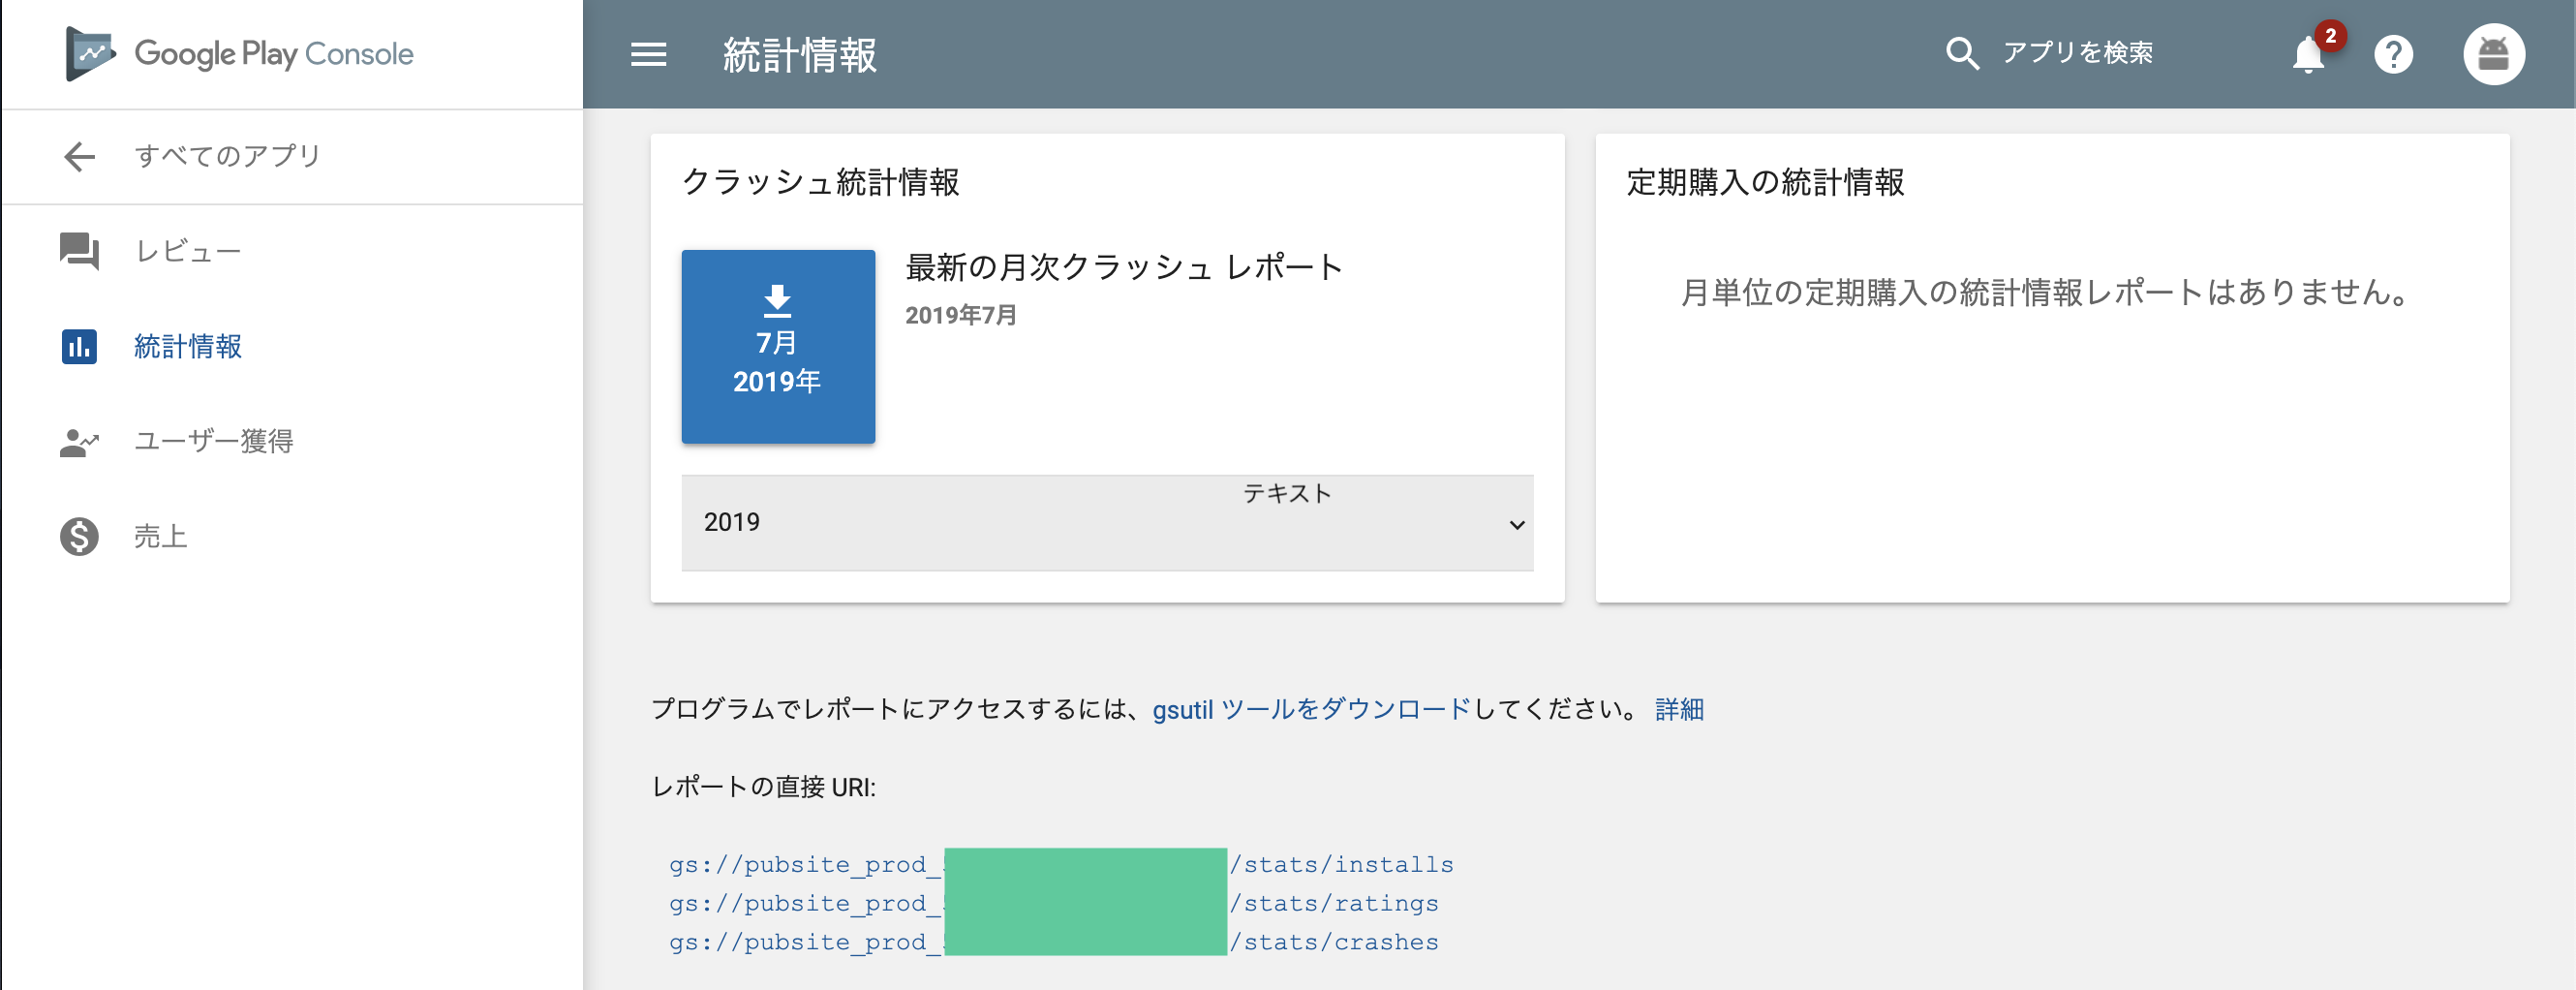 Google Play Console
統計情報
アプリを検索
2
すべてのアプリ
レビュー
統計情報
ユーザー獲得
売上
クラッシュ統計情報
7月
2019年
最新の月次クラッシュ レポート
2019年7月
テキスト
2019
定期購入の統計情報
月単位の定期購入の統計情報レポートはありません。
プログラムでレポートにアクセスするには、gsutil ツールをダウンロードしてください。 詳細
レポートの直接 URI:
gs://pubsite_prod_ /stats/installs
gs://pubsite_prod_ /stats/ratings
gs://pubsite_prod_ /stats/crashes